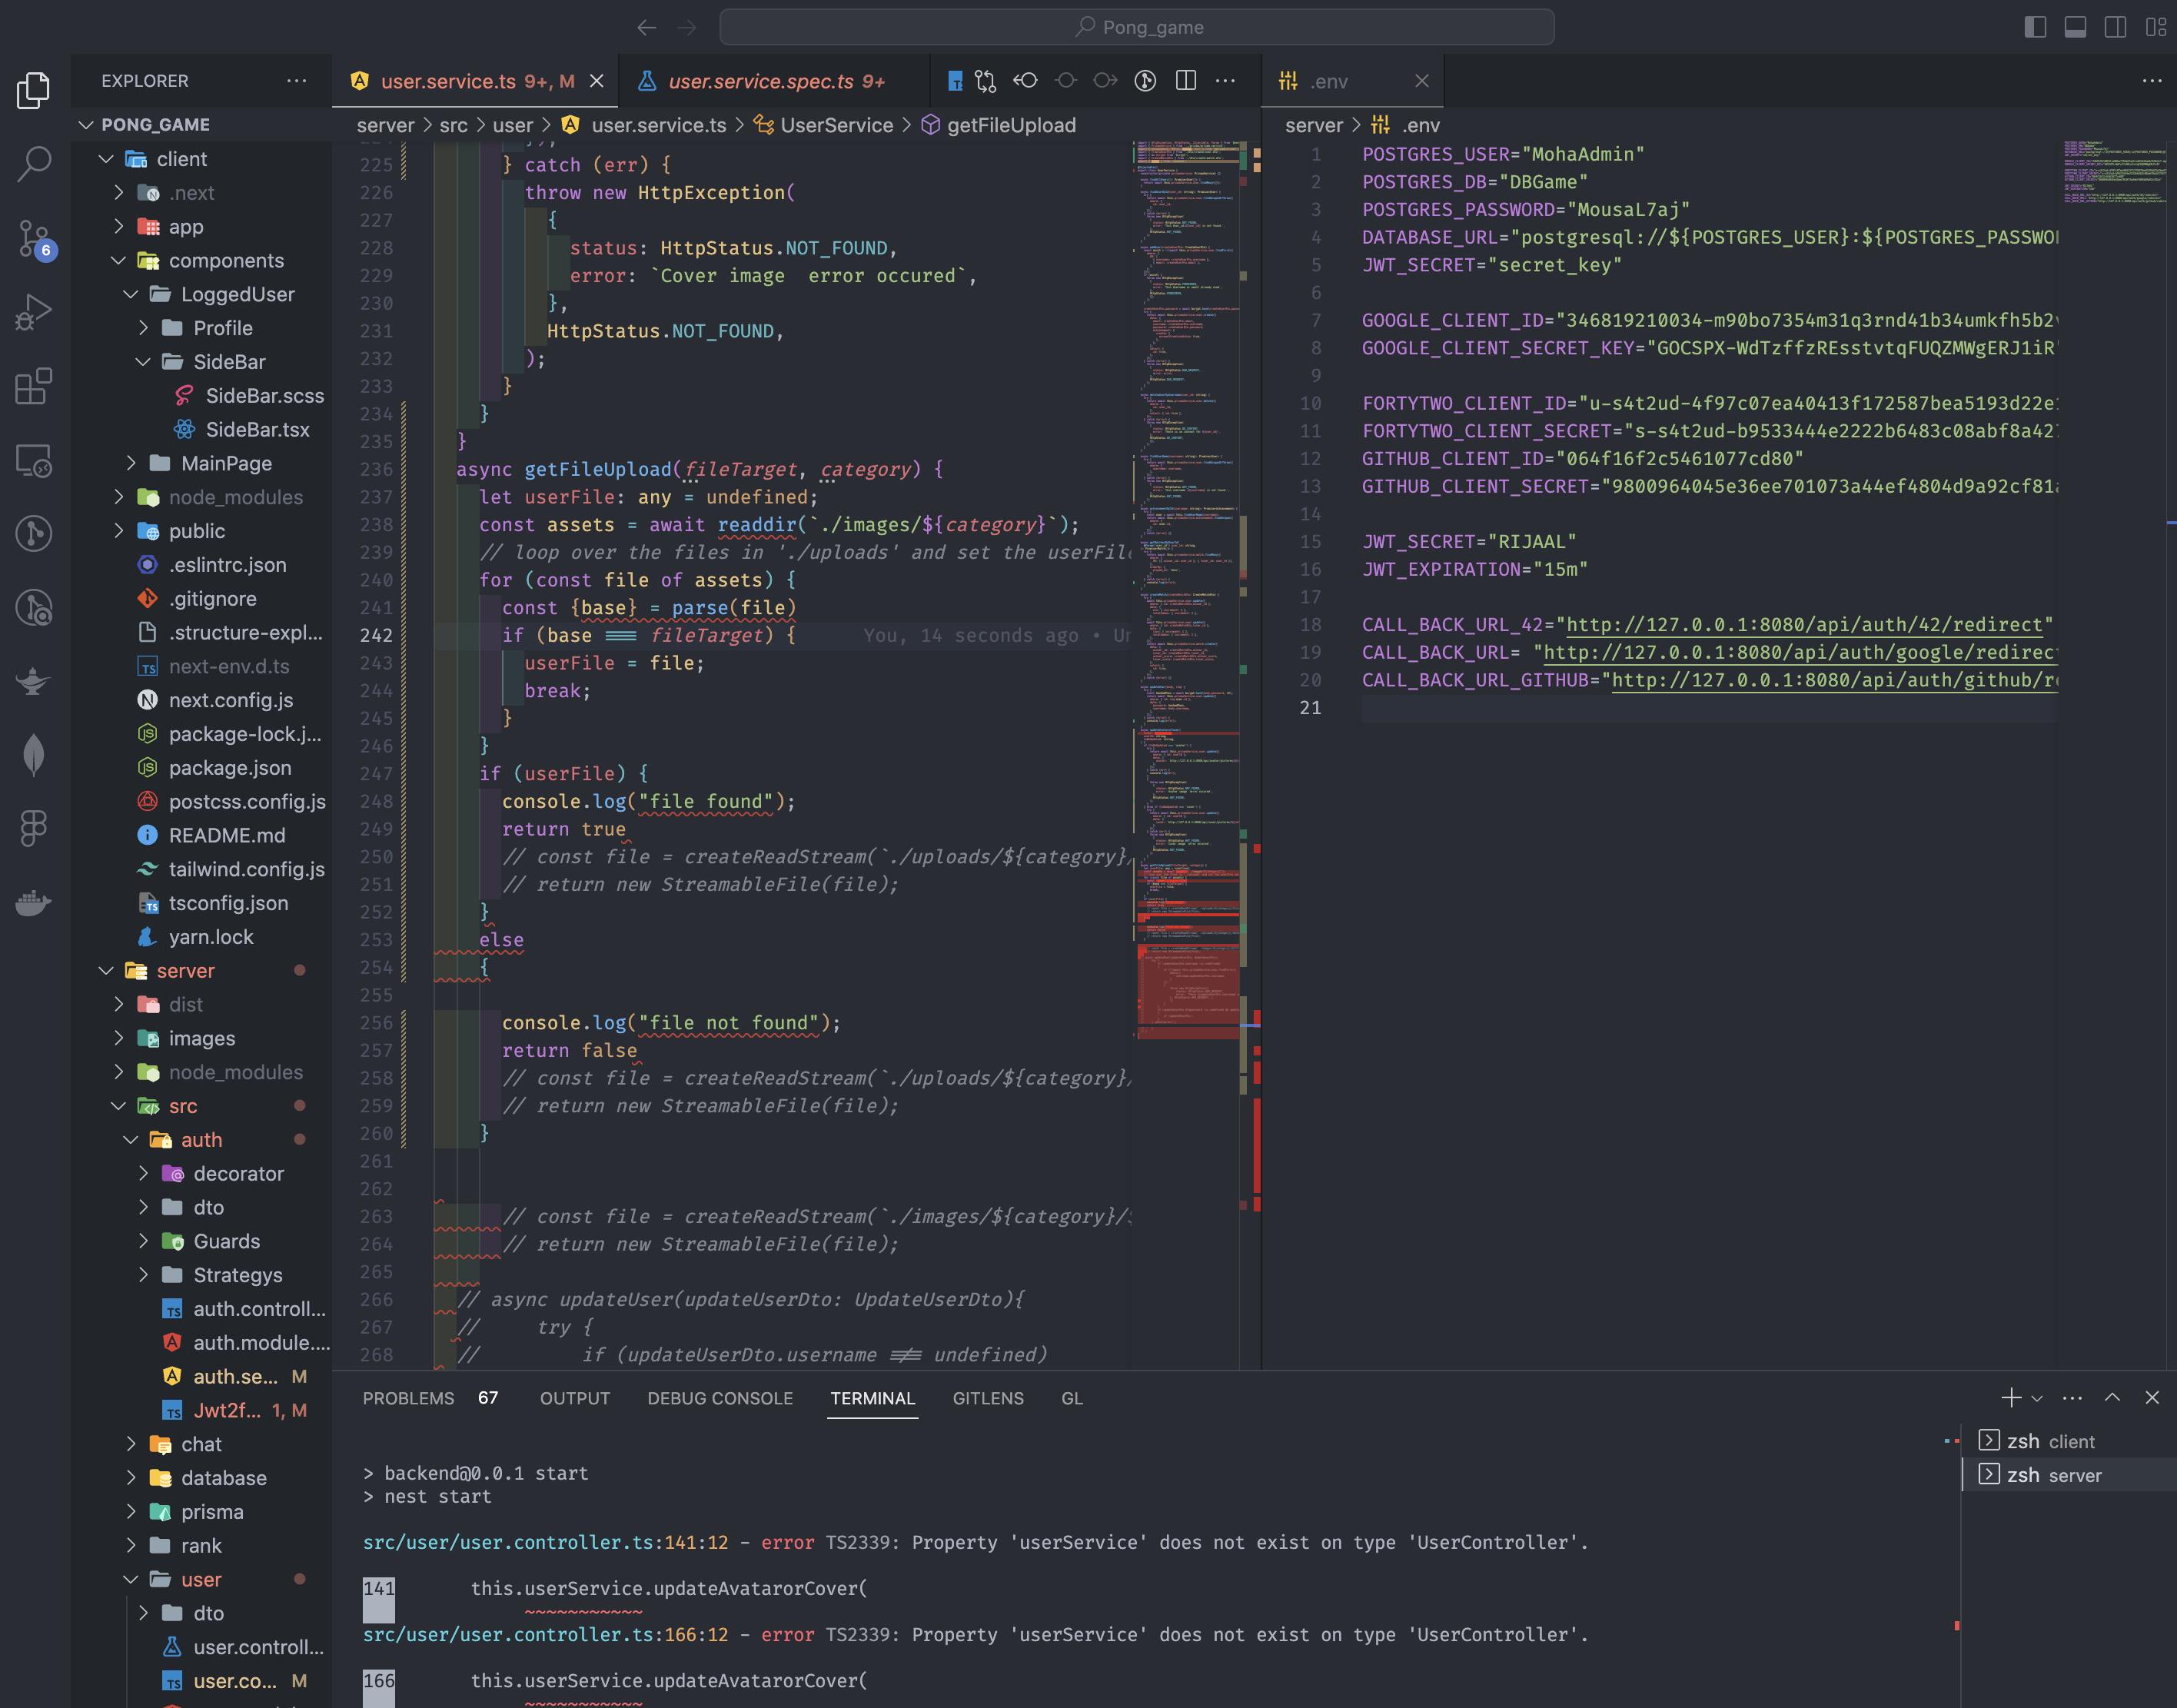 Pong_game
EXPLORER
PONG_GAME
client
.next
app
components
LoggedUser
Profile
SideBar
SideBar.scss
SideBar.tsx
MainPage
node_modules
public
.eslintrc.json
.gitignore
.structure-expl...
next-env.d.ts
next.config.js
package-lock.j...
package.json
postcss.config.js
README.md
tailwind.config.js
tsconfig.json
yarn.lock
server
dist
images
node_modules
src
auth
decorator
dto
Guards
Strategys
auth.controll...
auth.module....
auth.se... M
Jwt2f... 1, M
chat
database
prisma
rank
user
dto
user.controll...
user.co... M
6
user.service.ts 9+, M
user.service.spec.ts 9+
server > src > user > user.service.ts > UserService > getFileUpload
225 } catch (err) {
226 throw new HttpException(
227 {
228 status: HttpStatus.NOT_FOUND,
229 error: `Cover image  error occured`,
230 },
231 HttpStatus.NOT_FOUND,
232 );
233 }
234 }
235 }
236 async getFileUpload(fileTarget, category) {
237 let userFile: any = undefined;
238 const assets = await readdir(`./images/${category}`);
239 // loop over the files in './uploads' and set the userFil
240 for (const file of assets) {
241 const {base} = parse(file)
242 if (base === fileTarget) { You, 14 seconds ago • Un
243 userFile = file;
244 break;
245 }
246 }
247 if (userFile) {
248 console.log("file found");
249 return true
250 // const file = createReadStream(`./uploads/${category}/
251 // return new StreamableFile(file);
252 }
253 else
254 {
255
256 console.log("file not found");
257 return false
258 // const file = createReadStream(`./uploads/${category}/
259 // return new StreamableFile(file);
260 }
261
262
263 // const file = createReadStream(`./images/${category}/$
264 // return new StreamableFile(file);
265
266 // async updateUser(updateUserDto: UpdateUserDto){
267 //     try {
268 //         if (updateUserDto.username !== undefined)
.env
server > .env
1 POSTGRES_USER="MohaAdmin"
2 POSTGRES_DB="DBGame"
3 POSTGRES_PASSWORD="MousaL7aj"
4 DATABASE_URL="postgresql://${POSTGRES_USER}:${POSTGRES_PASSWO
5 JWT_SECRET="secret_key"
6
7 GOOGLE_CLIENT_ID="346819210034-m90bo7354m31q3rnd41b34umkfh5b2
8 GOOGLE_CLIENT_SECRET_KEY="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"
9
10 FORTYTWO_CLIENT_ID="u-s4t2ud-4f97c07ea40413f172587bea5193d22e
11 FORTYTWO_CLIENT_SECRET="s-s4t2ud-b9533444e2222b6483c08abf8a42
12 GITHUB_CLIENT_ID="064f16f2c5461077cd80"
13 GITHUB_CLIENT_SECRET="9800964045e36ee701073a44ef4804d9a92cf81
14
15 JWT_SECRET="RIJAAL"
16 JWT_EXPIRATION="15m"
17
18 CALL_BACK_URL_42="http://127.0.0.1:8080/api/auth/42/redirect"
19 CALL_BACK_URL= "http://127.0.0.1:8080/api/auth/google/redirec
20 CALL_BACK_URL_GITHUB="http://127.0.0.1:8080/api/auth/github/r
21
PROBLEMS 67 OUTPUT DEBUG CONSOLE TERMINAL GITLENS GL
> backend@0.0.1 start
> nest start
src/user/user.controller.ts:141:12 - error TS2339: Property 'userService' does not exist on type 'UserController'.
141 this.userService.updateAvatarorCover(
~~~~~~~~~~~
src/user/user.controller.ts:166:12 - error TS2339: Property 'userService' does not exist on type 'UserController'.
166 this.userService.updateAvatarorCover(
~~~~~~~~~~~
zsh client
zsh server